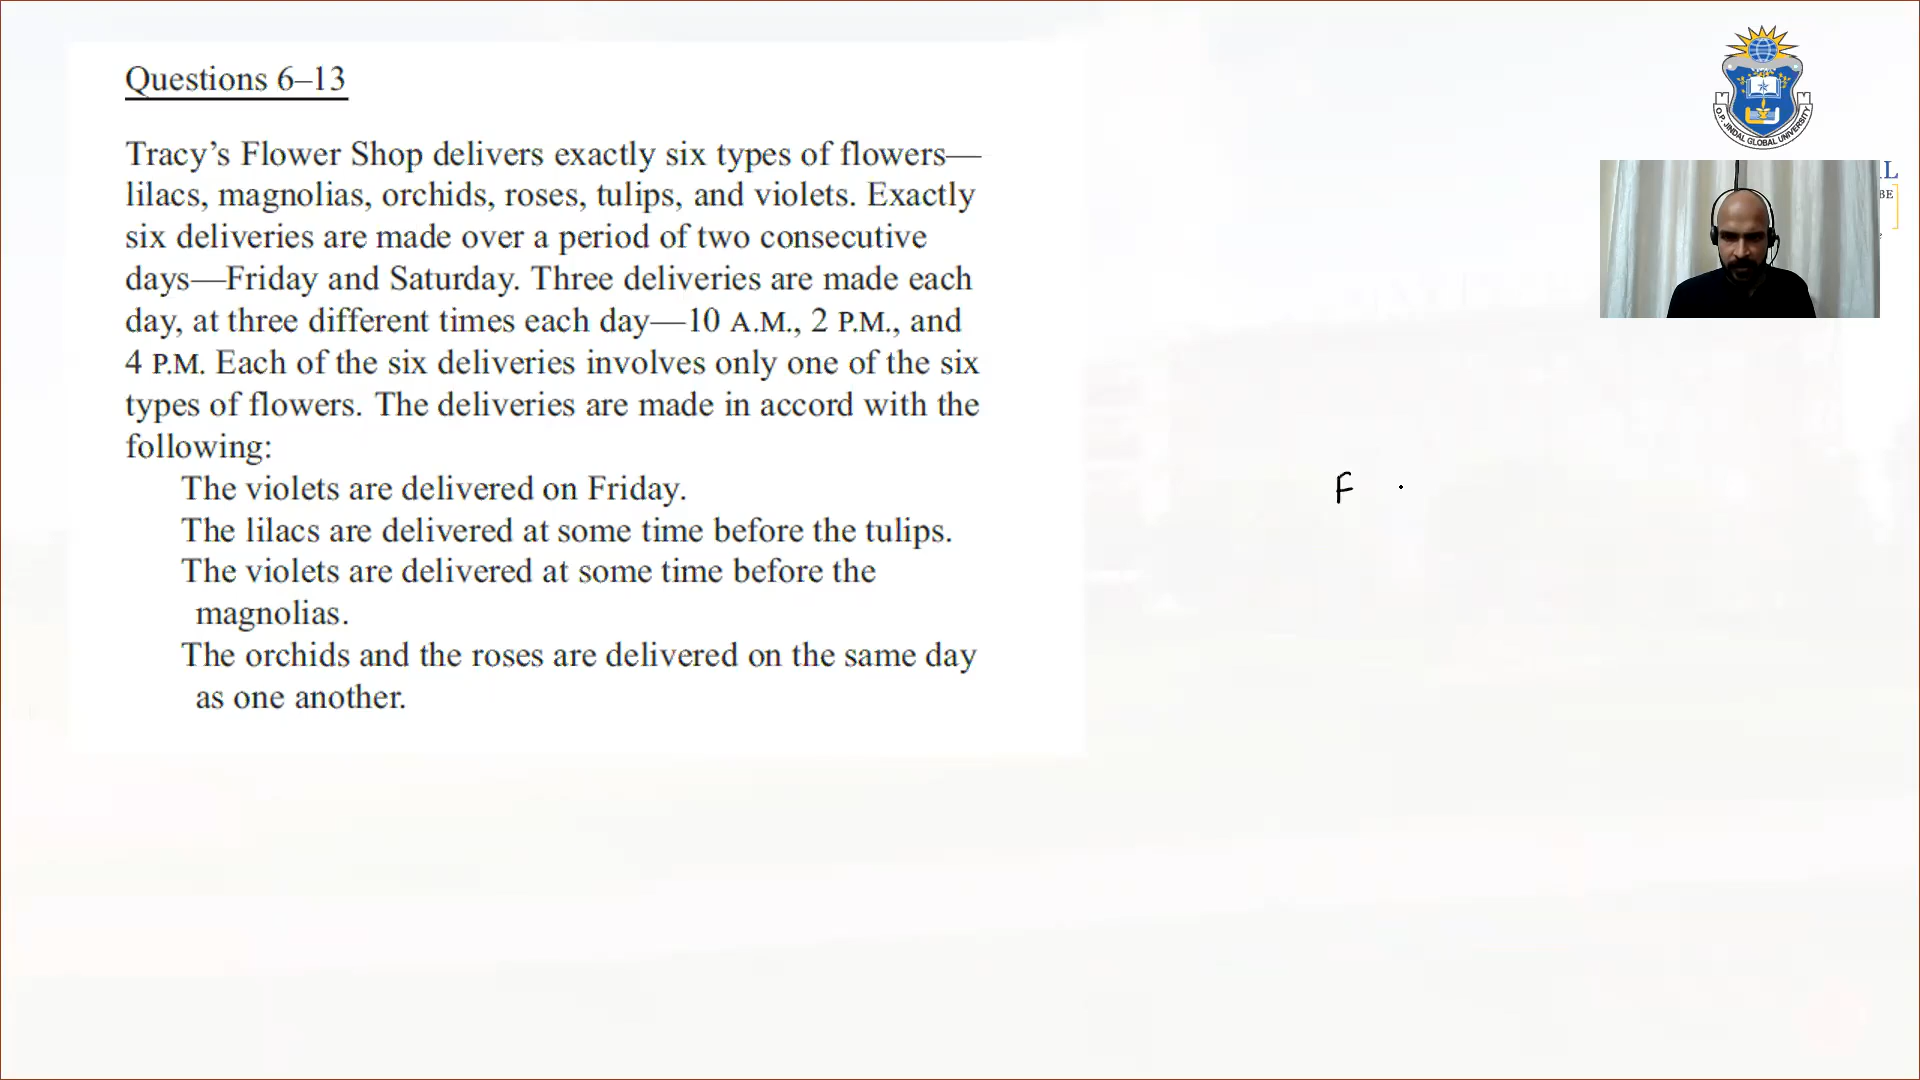 Questions 6–13
Tracy’s Flower Shop delivers exactly six types of flowers—
lilacs, magnolias, orchids, roses, tulips, and violets. Exactly
six deliveries are made over a period of two consecutive
days—Friday and Saturday. Three deliveries are made each
day, at three different times each day—10 A.M., 2 P.M., and
4 P.M. Each of the six deliveries involves only one of the six
types of flowers. The deliveries are made in accord with the
following:
The violets are delivered on Friday.
The lilacs are delivered at some time before the tulips.
The violets are delivered at some time before the
magnolias.
The orchids and the roses are delivered on the same day
as one another.
F
O.P. JINDAL GLOBAL UNIVERSITY
L
BE